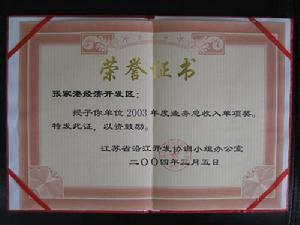 荣誉证书
张家港经济开发区：
授予你单位2003年度业务总收入单项奖。
特发此证，以资鼓励。
江苏省沿江开发协调小组办公室
二〇〇四年三月五日